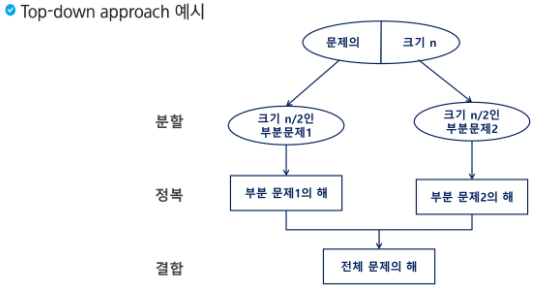 Top-down approach 예시
문제의 크기 n
분할
크기 n/2인
부분문제1
크기 n/2인
부분문제2
정복
부분 문제1의 해
부분 문제2의 해
결합
전체 문제의 해